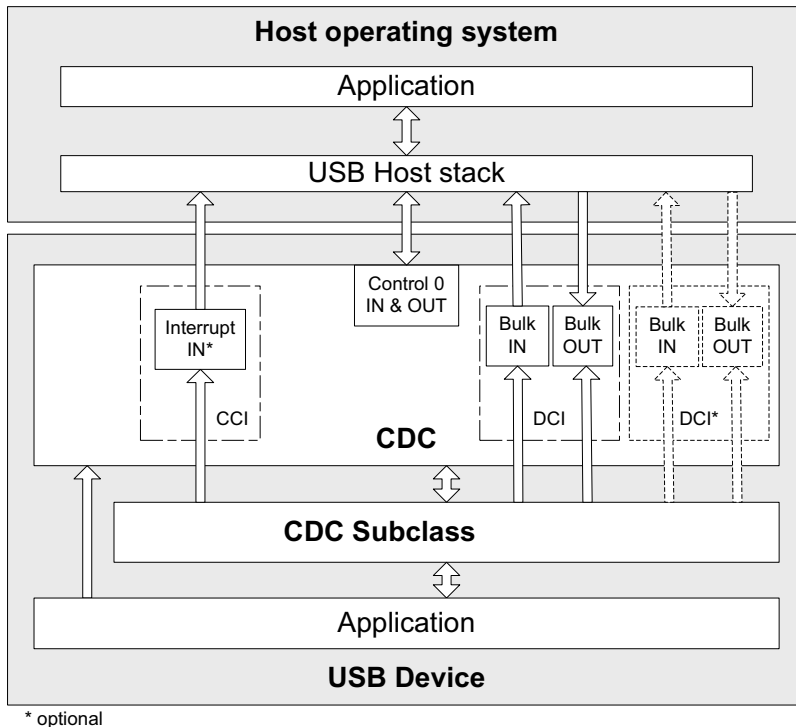 Host operating system
Application
USB Host stack
Control 0
IN & OUT
Interrupt
IN*
Bulk
IN
Bulk
OUT
Bulk
IN
Bulk
OUT
CCI
DCI
DCI*
CDC
CDC Subclass
Application
USB Device
* optional